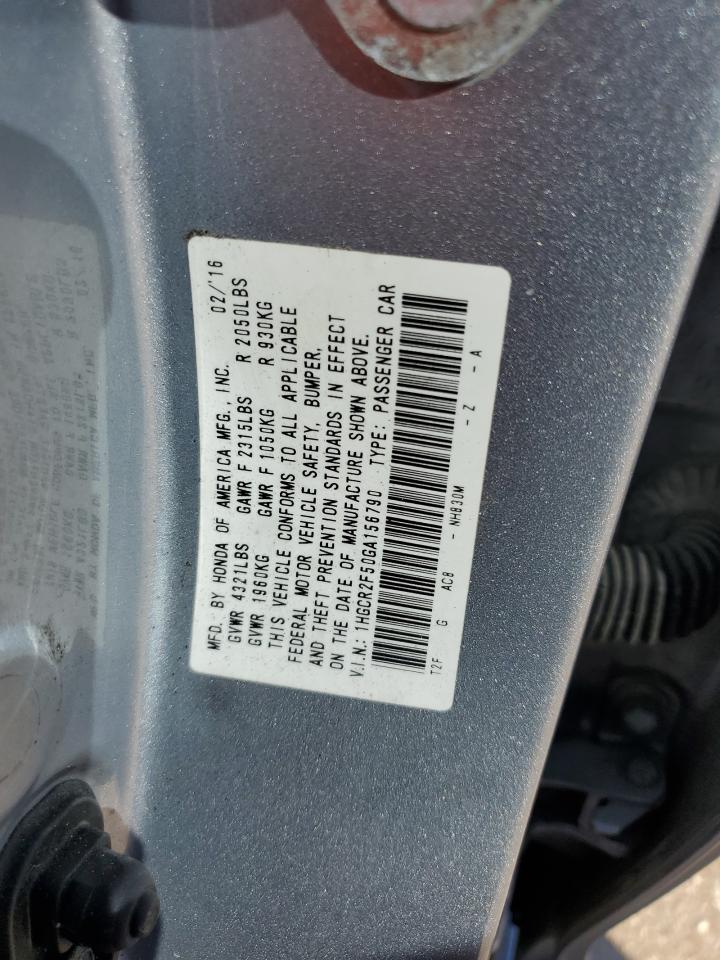 MFD. BY HONDA OF AMERICA MFG., INC. 02/'16
GVWR 4321LBS GAWR F 2315LBS R 2050LBS
GVWR 1960KG GAWR F 1050KG R 930KG
THIS VEHICLE CONFORMS TO ALL APPLICABLE
FEDERAL MOTOR VEHICLE SAFETY, BUMPER,
AND THEFT PREVENTION STANDARDS IN EFFECT
ON THE DATE OF MANUFACTURE SHOWN ABOVE.
V.I.N.: 1HGCR2F50GA156790 TYPE: PASSENGER CAR
T2F G AC8 - NH830M - Z - A